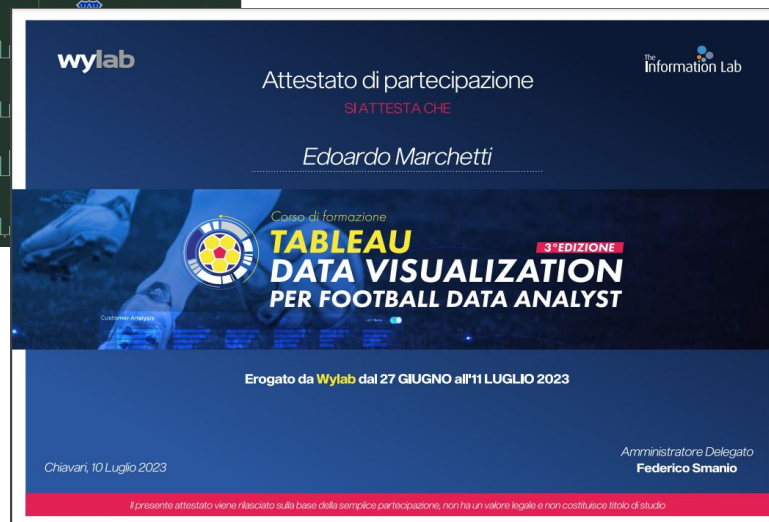 wylab
the
Information Lab
Attestato di partecipazione
SI ATTESTA CHE
Edoardo Marchetti
Corso di formazione
TABLEAU
3°EDIZIONE
DATA VISUALIZATION
PER FOOTBALL DATA ANALYST
Customer Analysis
Erogato da Wylab dal 27 GIUGNO all'11 LUGLIO 2023
Chiavari, 10 Luglio 2023
Amministratore Delegato
Federico Smanio
Il presente attestato viene rilasciato sulla base della semplice partecipazione, non ha un valore legale e non costituisce titolo di studio